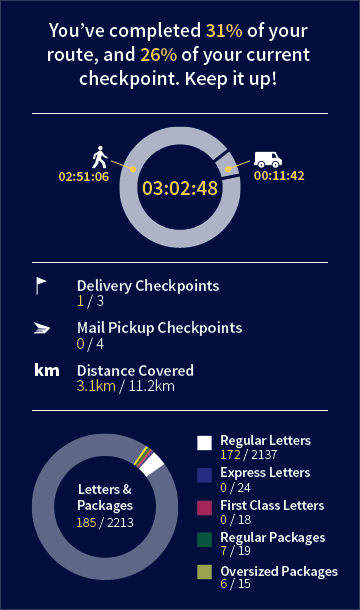 You’ve completed 31% of your
route, and 26% of your current
checkpoint. Keep it up!
02:51:06
03:02:48
00:11:42
Delivery Checkpoints
1 / 3
Mail Pickup Checkpoints
0 / 4
km
Distance Covered
3.1km / 11.2km
Letters &
Packages
185 / 2213
Regular Letters
172 / 2137
Express Letters
0 / 24
First Class Letters
0 / 18
Regular Packages
7 / 19
Oversized Packages
6 / 15